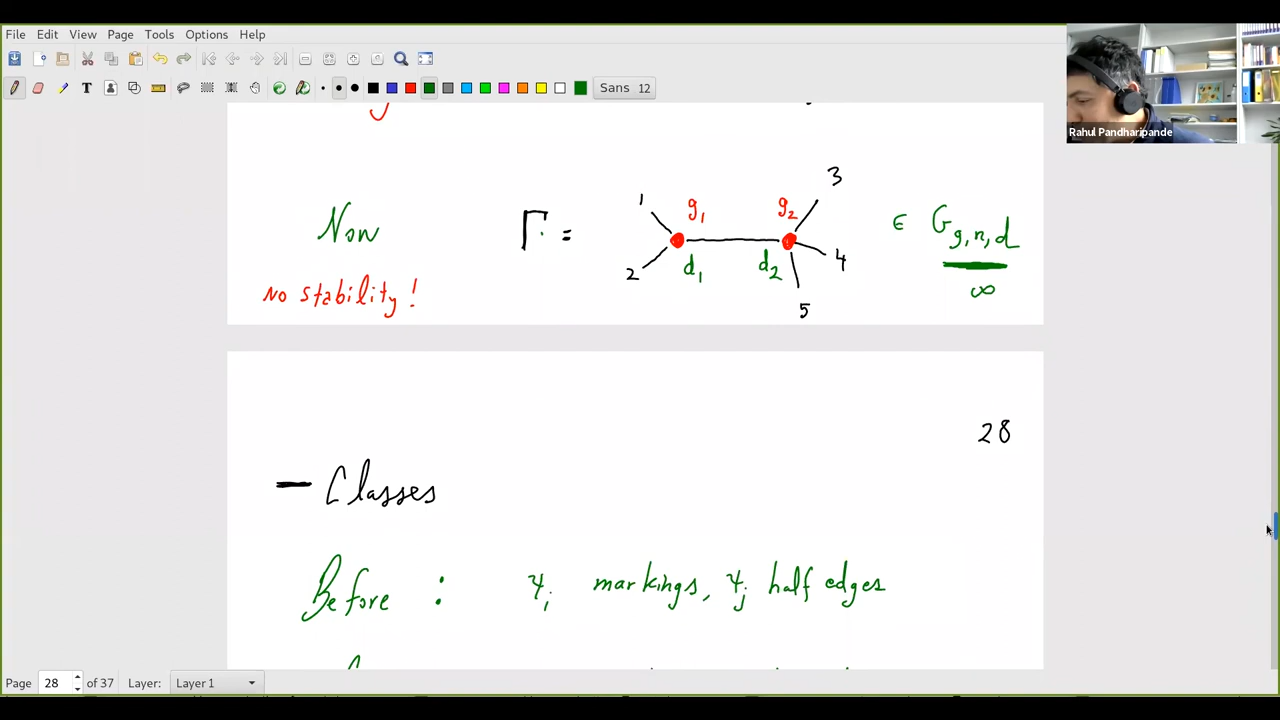 File Edit View Page Tools Options Help
Sans 12
Rahul Pandharipande
Now
Γ =
1
2
3
4
5
g₁
g₂
d₁
d₂
∈ G_{g,n,d}
∞
No stability!
28
— Classes
Before : ψᵢ markings, ψⱼ half edges
Page 28 of 37 Layer: Layer 1